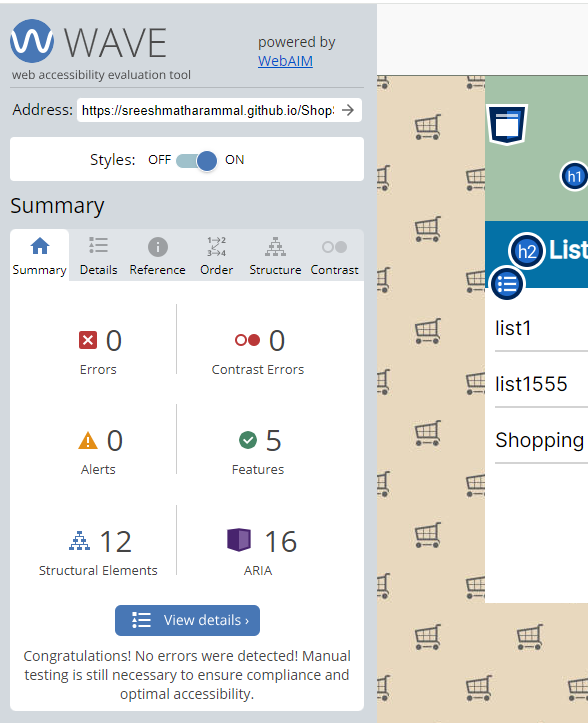 WAVE
web accessibility evaluation tool
powered by
WebAIM
Address: https://sreeshmatharammal.github.io/Shop
Styles: OFF ON
Summary
Summary Details Reference Order Structure Contrast
0 Errors
0 Contrast Errors
0 Alerts
5 Features
12 Structural Elements
16 ARIA
View details ›
Congratulations! No errors were detected! Manual
testing is still necessary to ensure compliance and
optimal accessibility.
h1
h2 List
list1
list1555
Shopping